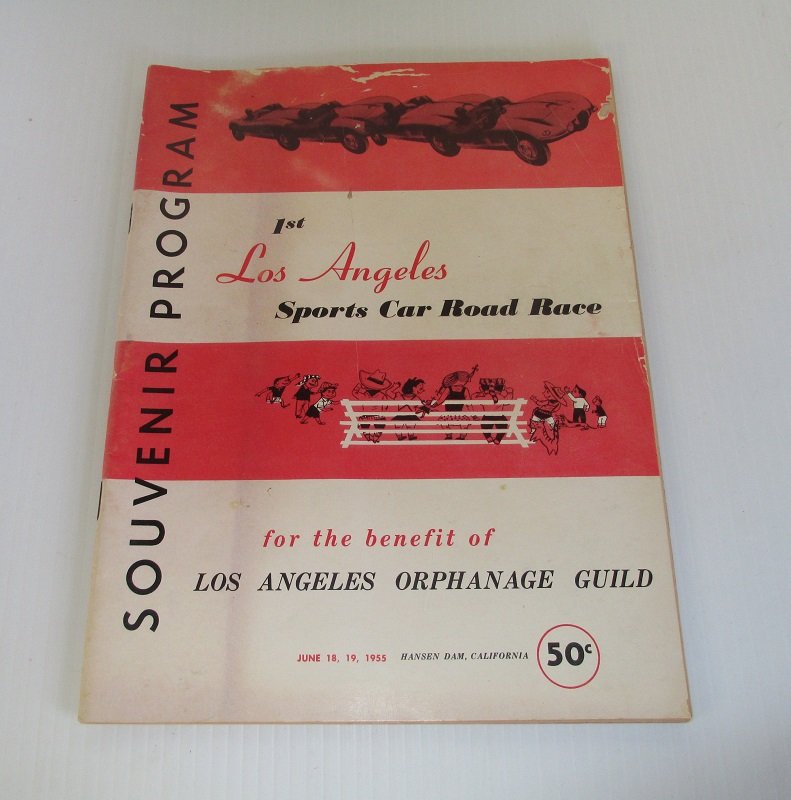 SOUVENIR PROGRAM
1st
Los Angeles
Sports Car Road Race
for the benefit of
LOS ANGELES ORPHANAGE GUILD
JUNE 18, 19, 1955 HANSEN DAM, CALIFORNIA 50c